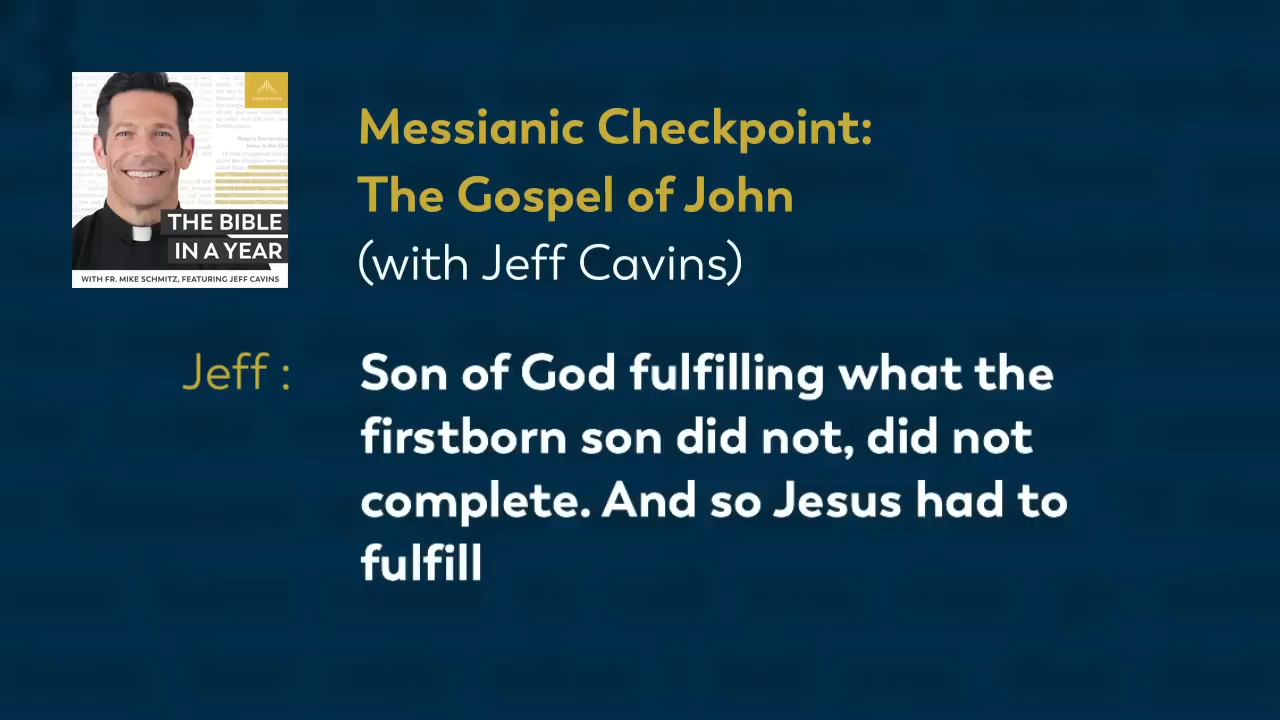 Messianic Checkpoint:
The Gospel of John
(with Jeff Cavins)
THE BIBLE
IN A YEAR
WITH FR. MIKE SCHMITZ, FEATURING JEFF CAVINS
Jeff :
Son of God fulfilling what the
firstborn son did not, did not
complete. And so Jesus had to
fulfill